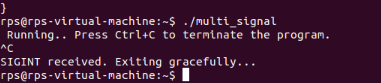 }
rps@rps-virtual-machine:~$ ./multi_signal
Running.. Press Ctrl+C to terminate the program.
^C
SIGINT received. Exiting gracefully...
rps@rps-virtual-machine:~$